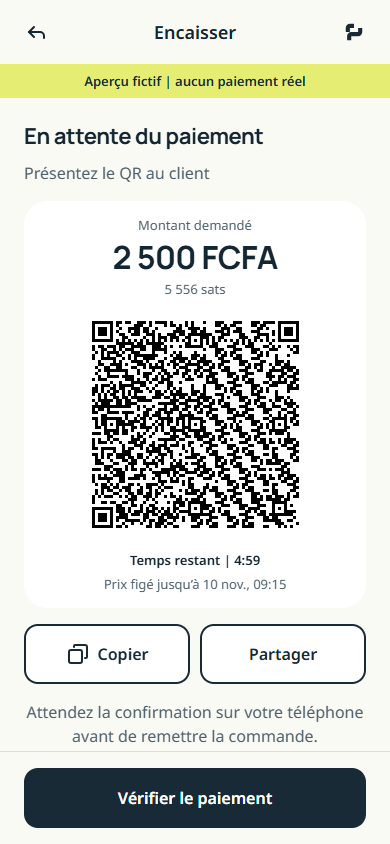 Encaisser
Aperçu fictif | aucun paiement réel
En attente du paiement
Présentez le QR au client
Montant demandé
2 500 FCFA
5 556 sats
Temps restant | 4:59
Prix figé jusqu’à 10 nov., 09:15
Copier
Partager
Attendez la confirmation sur votre téléphone
avant de remettre la commande.
Vérifier le paiement